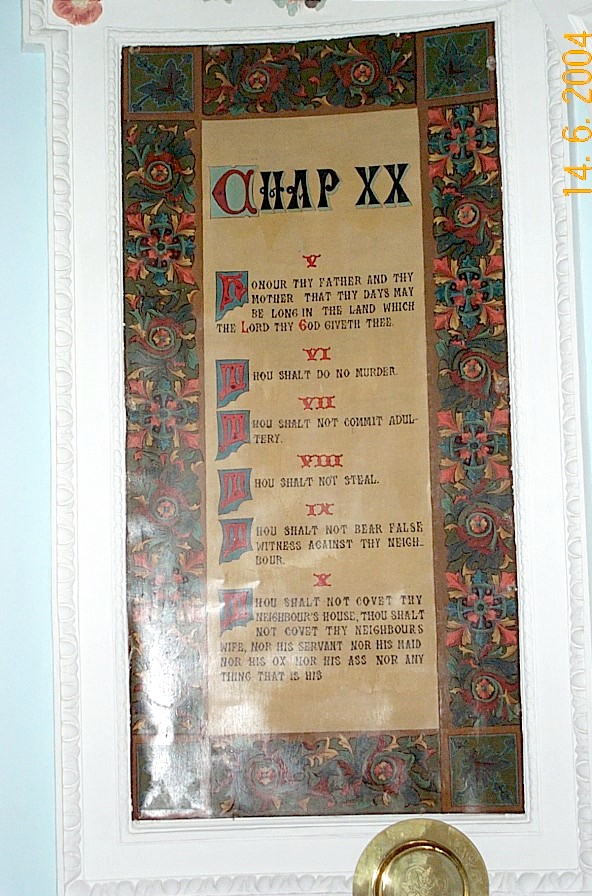 CHAP XX
V
HONOUR THY FATHER AND THY
MOTHER THAT THY DAYS MAY
BE LONG IN THE LAND WHICH
THE LORD THY GOD GIVETH THEE.
VI
THOU SHALT DO NO MURDER.
VII
THOU SHALT NOT COMMIT ADUL-
TERY.
VIII
THOU SHALT NOT STEAL.
IX
THOU SHALT NOT BEAR FALSE
WITNESS AGAINST THY NEIGH-
BOUR.
X
THOU SHALT NOT COVET THY
NEIGHBOUR'S HOUSE, THOU SHALT
NOT COVET THY NEIGHBOURS
WIFE, NOR HIS SERVANT NOR HIS MAID
NOR HIS OX NOR HIS ASS NOR ANY
THING THAT IS HIS
14. 6. 2004